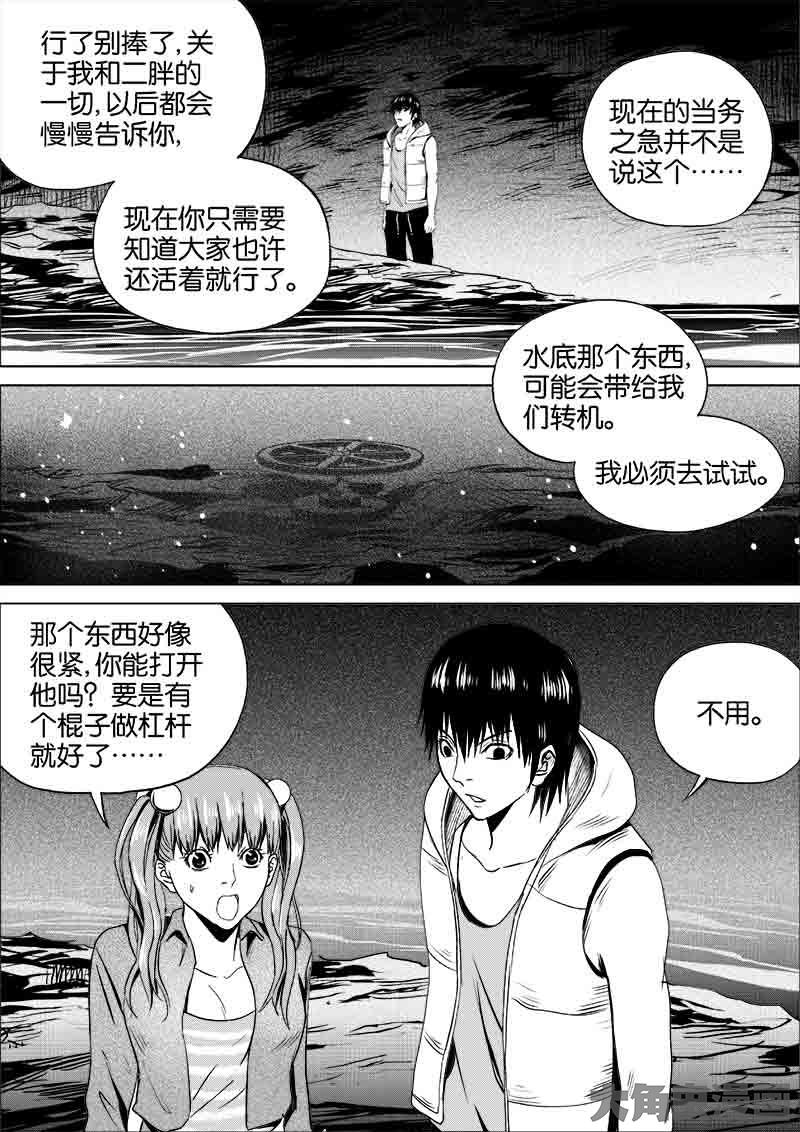 行了别捧了,关
于我和二胖的
一切,以后都会
慢慢告诉你,
现在你只需要
知道大家也许
还活着就行了。
现在的当务
之急并不是
说这个……
水底那个东西,
可能会带给我
们转机。
我必须去试试。
那个东西好像
很紧,你能打开
他吗？要是有
个棍子做杠杆
就好了……
不用。
大角虫漫画